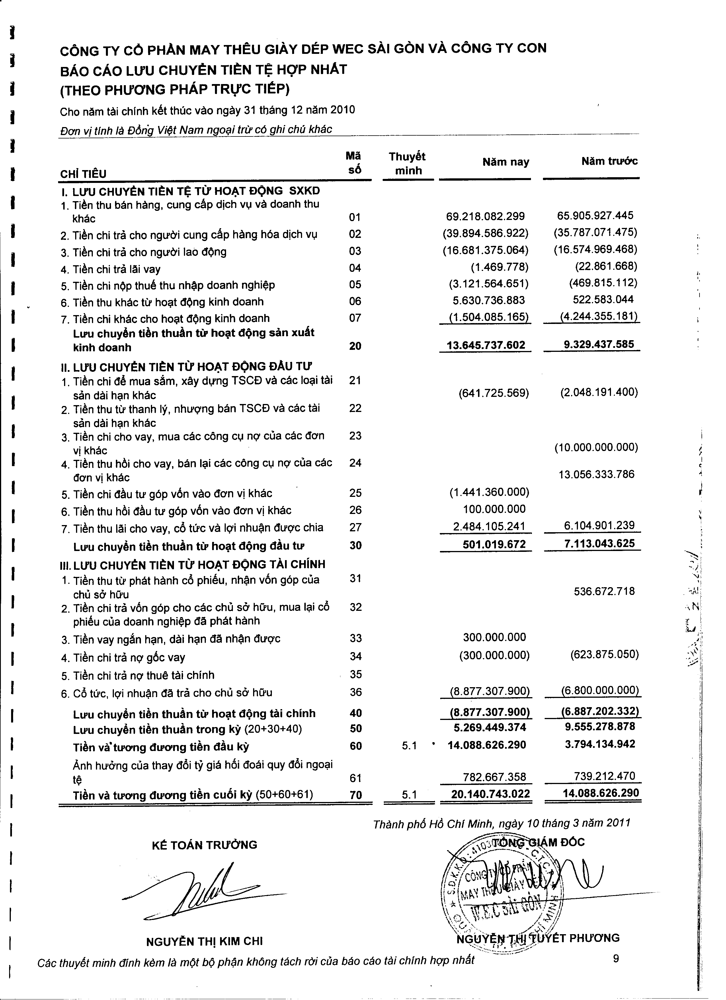 CÔNG TY CỔ PHẦN MAY THÊU GIÀY DÉP WEC SÀI GÒN VÀ CÔNG TY CON
BÁO CÁO LƯU CHUYỂN TIỀN TỆ HỢP NHẤT
(THEO PHƯƠNG PHÁP TRỰC TIẾP)
Cho năm tài chính kết thúc vào ngày 31 tháng 12 năm 2010
Đơn vị tính là Đồng Việt Nam ngoại trừ có ghi chú khác
CHỈ TIÊU Mã số Thuyết minh Năm nay Năm trước
I. LƯU CHUYỂN TIỀN TỆ TỪ HOẠT ĐỘNG SXKD
1. Tiền thu bán hàng, cung cấp dịch vụ và doanh thu
khác 01 69.218.082.299 65.905.927.445
2. Tiền chi trả cho người cung cấp hàng hóa dịch vụ 02 (39.894.586.922) (35.787.071.475)
3. Tiền chi trả cho người lao động 03 (16.681.375.064) (16.574.969.468)
4. Tiền chi trả lãi vay 04 (1.469.778) (22.861.668)
5. Tiền chi nộp thuế thu nhập doanh nghiệp 05 (3.121.564.651) (469.815.112)
6. Tiền thu khác từ hoạt động kinh doanh 06 5.630.736.883 522.583.044
7. Tiền chi khác cho hoạt động kinh doanh 07 (1.504.085.165) (4.244.355.181)
Lưu chuyển tiền thuần từ hoạt động sản xuất
kinh doanh 20 13.645.737.602 9.329.437.585
II. LƯU CHUYỂN TIỀN TỪ HOẠT ĐỘNG ĐẦU TƯ
1. Tiền chi để mua sắm, xây dựng TSCĐ và các loại tài 21
sản dài hạn khác (641.725.569) (2.048.191.400)
2. Tiền thu từ thanh lý, nhượng bán TSCĐ và các tài 22
sản dài hạn khác
3. Tiền chi cho vay, mua các công cụ nợ của các đơn 23
vị khác (10.000.000.000)
4. Tiền thu hồi cho vay, bán lại các công cụ nợ của các 24
đơn vị khác 13.056.333.786
5. Tiền chi đầu tư góp vốn vào đơn vị khác 25 (1.441.360.000)
6. Tiền thu hồi đầu tư góp vốn vào đơn vị khác 26 100.000.000
7. Tiền thu lãi cho vay, cổ tức và lợi nhuận được chia 27 2.484.105.241 6.104.901.239
Lưu chuyển tiền thuần từ hoạt động đầu tư 30 501.019.672 7.113.043.625
III. LƯU CHUYỂN TIỀN TỪ HOẠT ĐỘNG TÀI CHÍNH
1. Tiền thu từ phát hành cổ phiếu, nhận vốn góp của 31
chủ sở hữu 536.672.718
2. Tiền chi trả vốn góp cho các chủ sở hữu, mua lại cổ 32
phiếu của doanh nghiệp đã phát hành
3. Tiền vay ngắn hạn, dài hạn đã nhận được 33 300.000.000
4. Tiền chi trả nợ gốc vay 34 (300.000.000) (623.875.050)
5. Tiền chi trả nợ thuê tài chính 35
6. Cổ tức, lợi nhuận đã trả cho chủ sở hữu 36 (8.877.307.900) (6.800.000.000)
Lưu chuyển tiền thuần từ hoạt động tài chính 40 (8.877.307.900) (6.887.202.332)
Lưu chuyển tiền thuần trong kỳ (20+30+40) 50 5.269.449.374 9.555.278.878
Tiền và tương đương tiền đầu kỳ 60 5.1 14.088.626.290 3.794.134.942
Ảnh hưởng của thay đổi tỷ giá hối đoái quy đổi ngoại
tệ 61 782.667.358 739.212.470
Tiền và tương đương tiền cuối kỳ (50+60+61) 70 5.1 20.140.743.022 14.088.626.290
Thành phố Hồ Chí Minh, ngày 10 tháng 3 năm 2011
KẾ TOÁN TRƯỞNG TỔNG GIÁM ĐỐC
CÔNG TY CỔ PHẦN
MAY THÊU GIÀY DÉP
W.E.C SÀI GÒN
NGUYỄN THỊ KIM CHI NGUYỄN THỊ TUYẾT PHƯƠNG
Các thuyết minh đính kèm là một bộ phận không tách rời của báo cáo tài chính hợp nhất 9